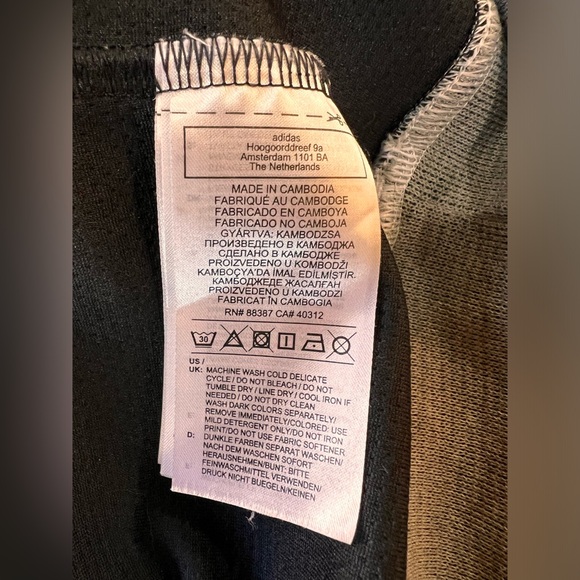 adidas
Hoogoorddreef 9a
Amsterdam 1101 BA
The Netherlands
MADE IN CAMBODIA
FABRIQUÉ AU CAMBODGE
FABRICADO EN CAMBOYA
FABRICADO NO CAMBOJA
GYÁRTVA: KAMBODZSA
ПРОИЗВЕДЕНО В КАМБОДЖА
СДЕЛАНО В КАМБОДЖЕ
PROIZVEDENO U KOMBODŽI
KAMBOÇYA'DA İMAL EDİLMİŞTİR.
КАМБОДЖЕДЕ ЖАСАЛҒАН
PROIZVEDENO U KAMBODZI
FABRICAT ÎN CAMBOGIA
RN# 88387 CA# 40312
30
US /
UK: MACHINE WASH COLD DELICATE
CYCLE / DO NOT BLEACH / DO NOT
TUMBLE DRY / LINE DRY / COOL IRON IF
NEEDED / DO NOT DRY CLEAN
WASH DARK COLORS SEPARATELY/
REMOVE IMMEDIATELY/COLORED: USE
MILD DETERGENT ONLY/DO NOT IRON
PRINT/DO NOT USE FABRIC SOFTENER
D: DUNKLE FARBEN SEPARAT WASCHEN/
NACH DEM WASCHEN SOFORT
HERAUSNEHMEN/BUNT: BITTE
FEINWASCHMITTEL VERWENDEN/
DRUCK NICHT BUEGELN/KEINEN